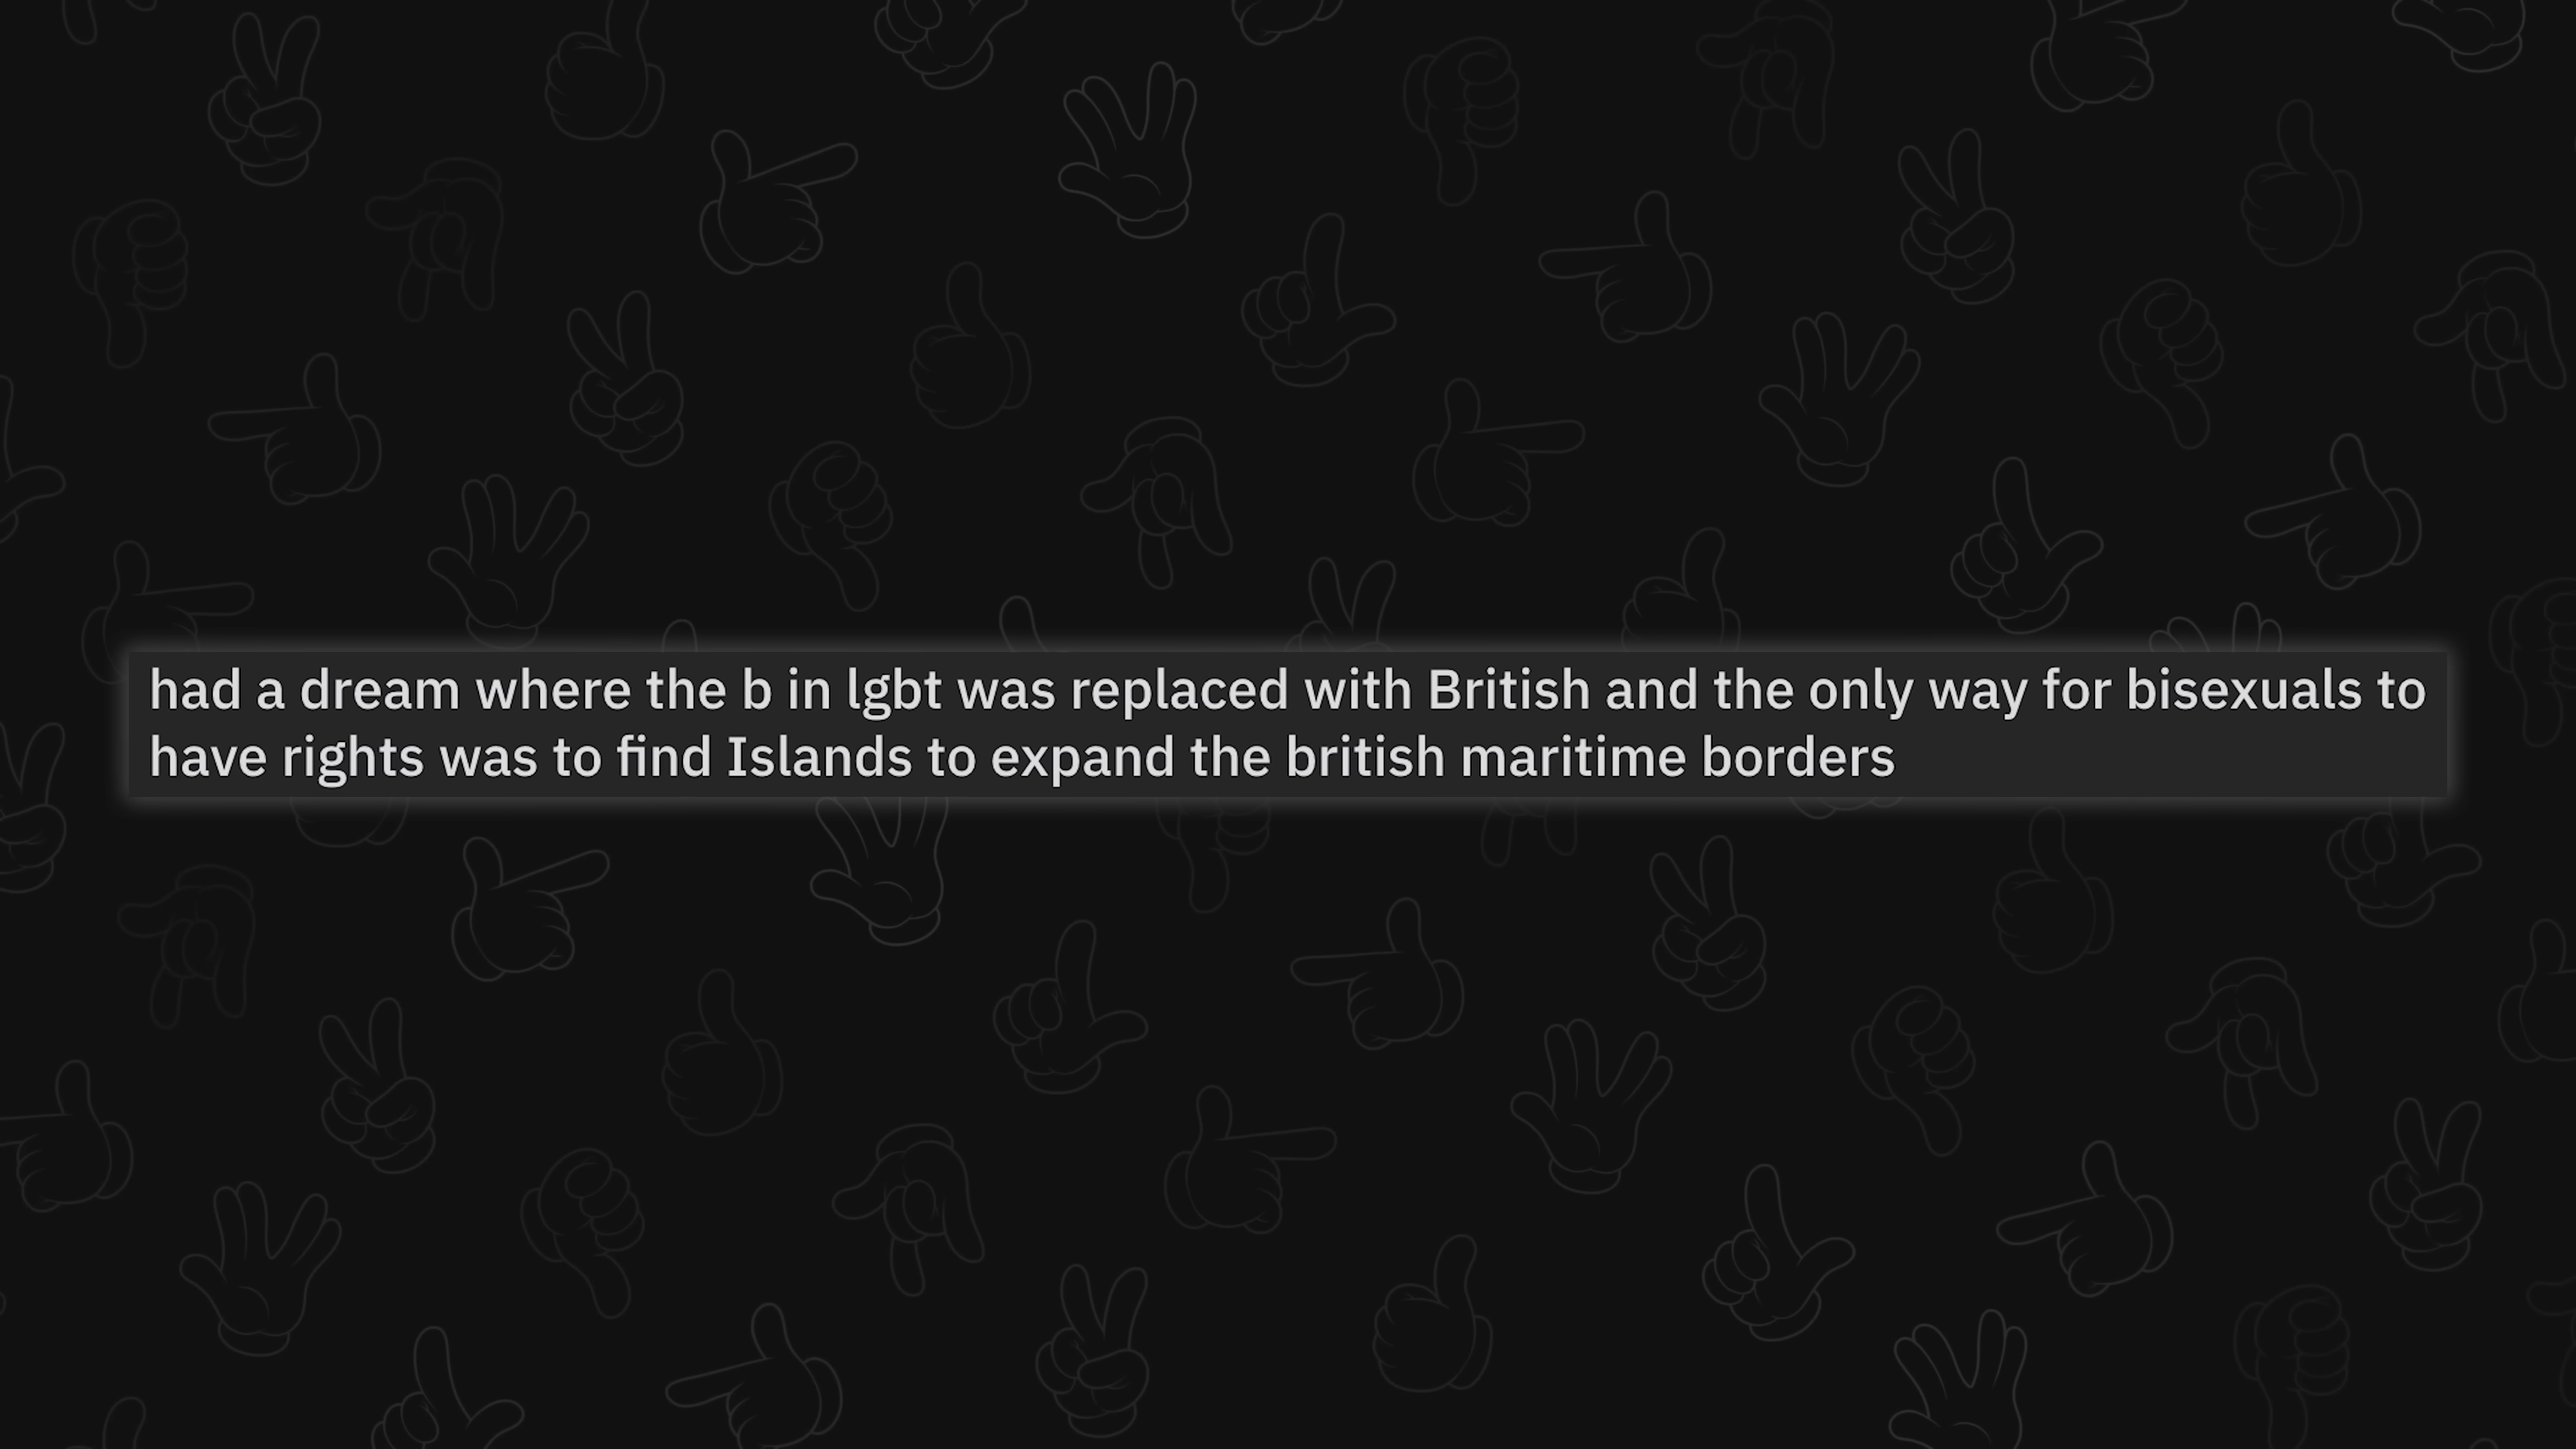 had a dream where the b in lgbt was replaced with British and the only way for bisexuals to
have rights was to find Islands to expand the british maritime borders